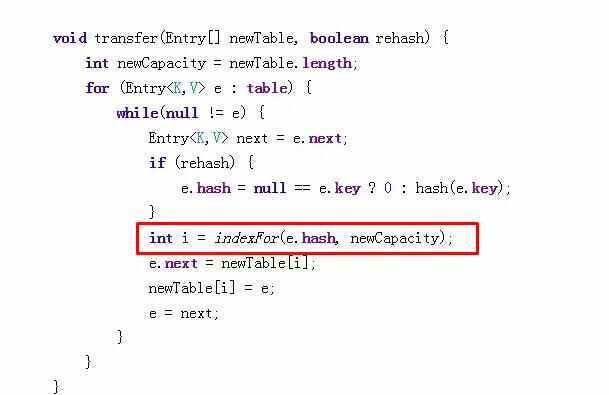 void transfer(Entry[] newTable, boolean rehash) {
int newCapacity = newTable.length;
for (Entry<K,V> e : table) {
while(null != e) {
Entry<K,V> next = e.next;
if (rehash) {
e.hash = null == e.key ? 0 : hash(e.key);
}
int i = indexFor(e.hash, newCapacity);
e.next = newTable[i];
newTable[i] = e;
e = next;
}
}
}